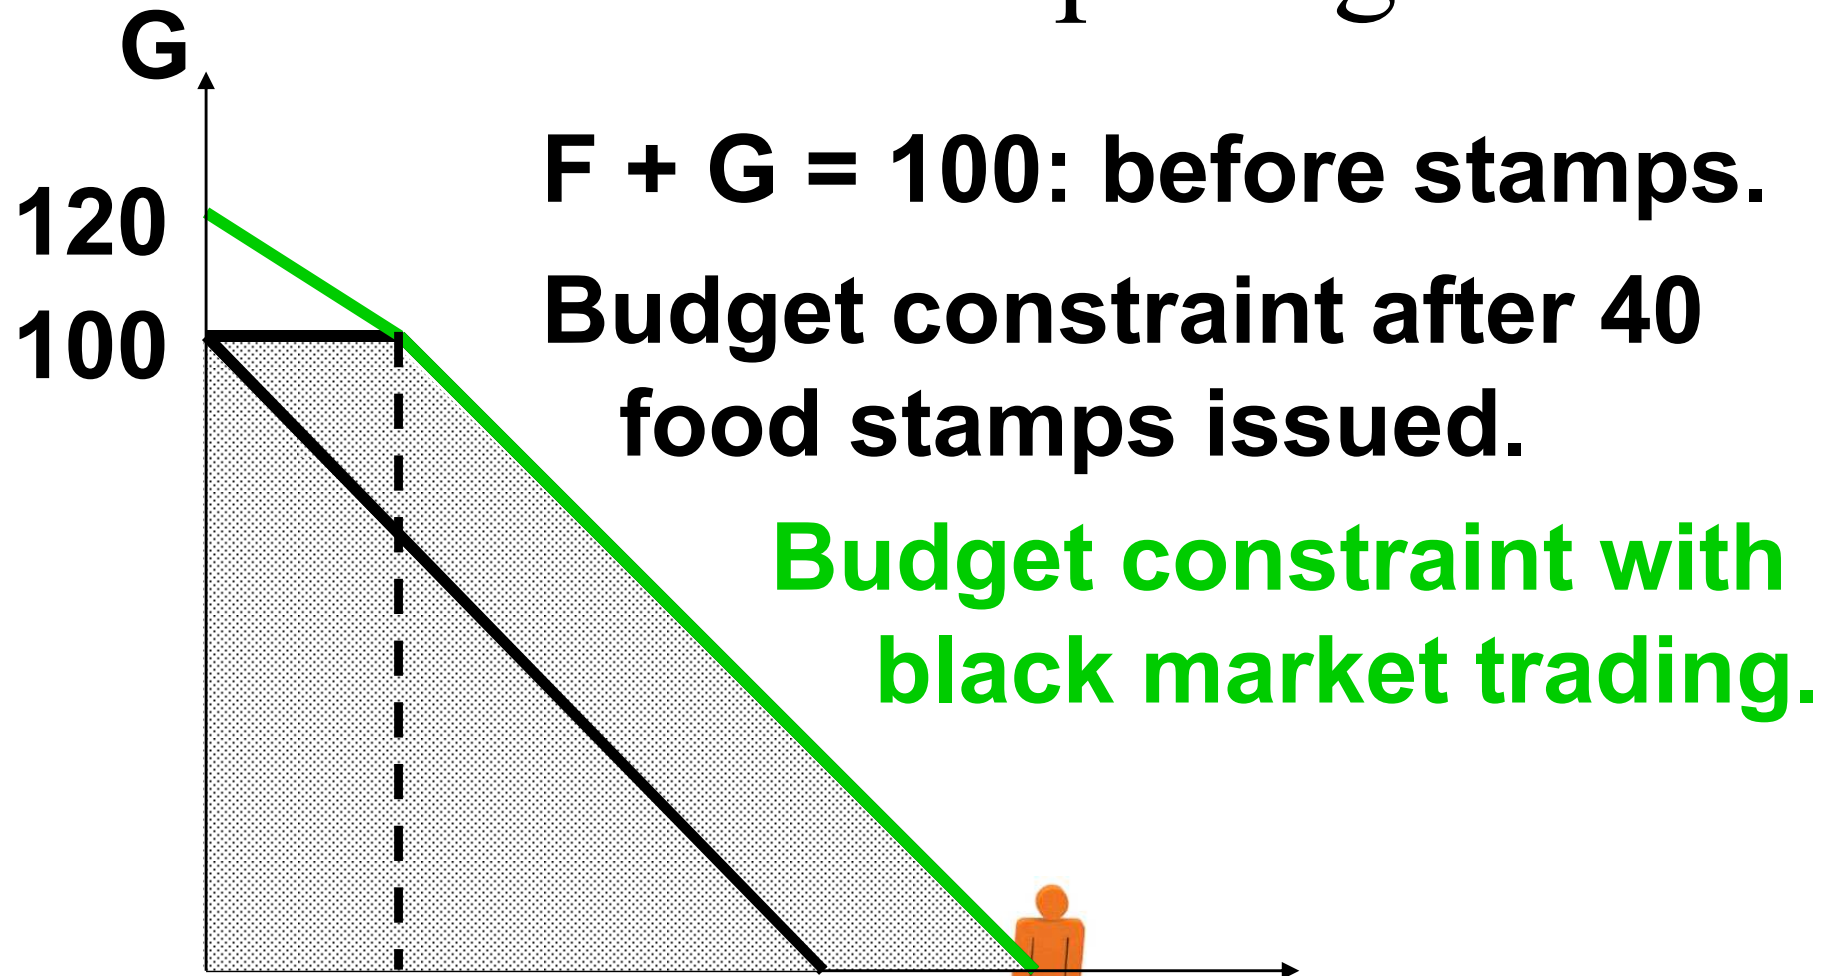 G
F + G = 100: before stamps.
120
Budget constraint after 40
100
food stamps issued.
Budget constraint with
black market trading.